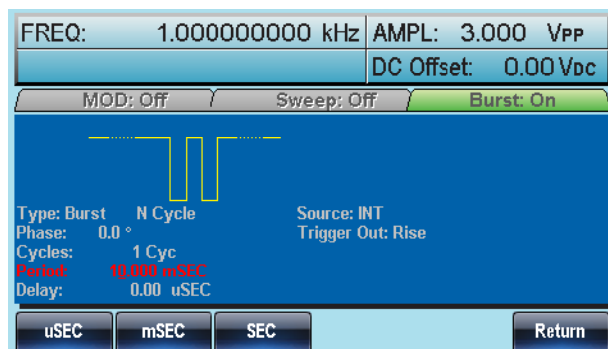 FREQ: 1.000000000 kHz AMPL: 3.000 VPP
DC Offset: 0.00 VDC
MOD: Off Sweep: Off Burst: On
Type: Burst N Cycle Source: INT
Phase: 0.0 ° Trigger Out: Rise
Cycles: 1 Cyc
Period: 10.000 mSEC
Delay: 0.00 uSEC
uSEC mSEC SEC Return